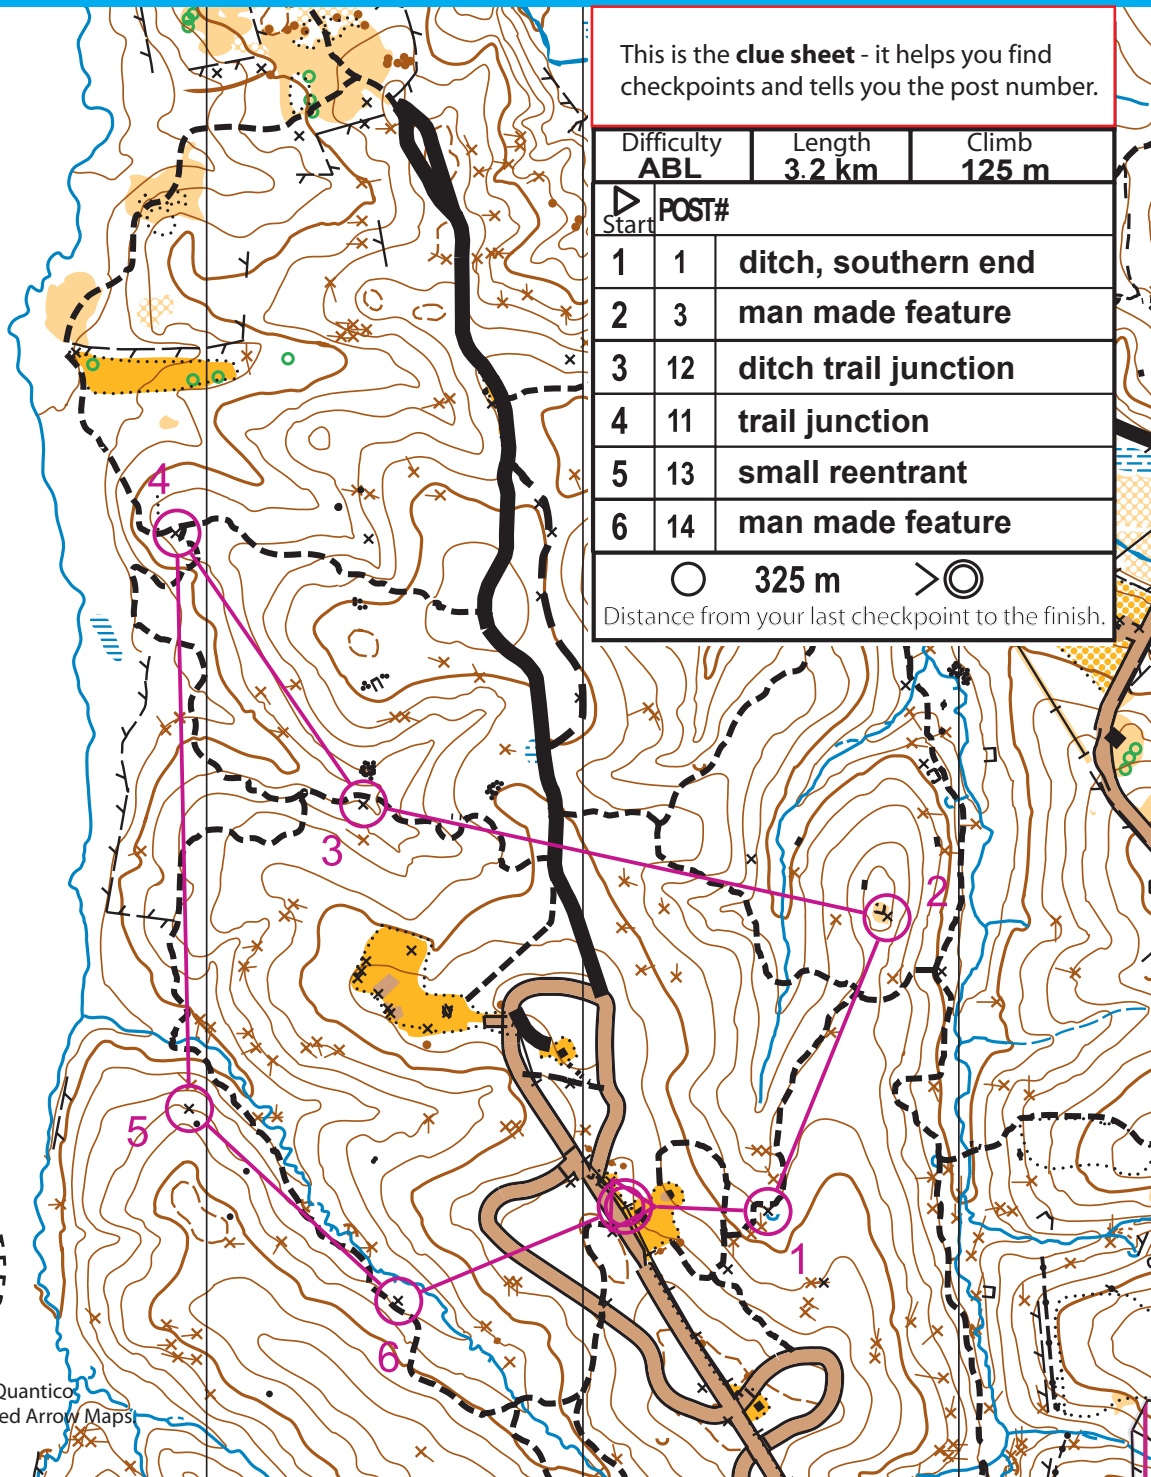 This is the clue sheet - it helps you find
checkpoints and tells you the post number.
Difficulty Length Climb
ABL 3.2 km 125 m
Start POST#
1 1 ditch, southern end
2 3 man made feature
3 12 ditch trail junction
4 11 trail junction
5 13 small reentrant
6 14 man made feature
325 m
Distance from your last checkpoint to the finish.
4
3
2
5
1
6
Quantico
ed Arrow Maps.